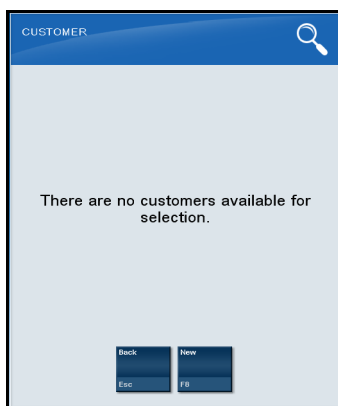 CUSTOMER
There are no customers available for
selection.
Back New
Esc F8